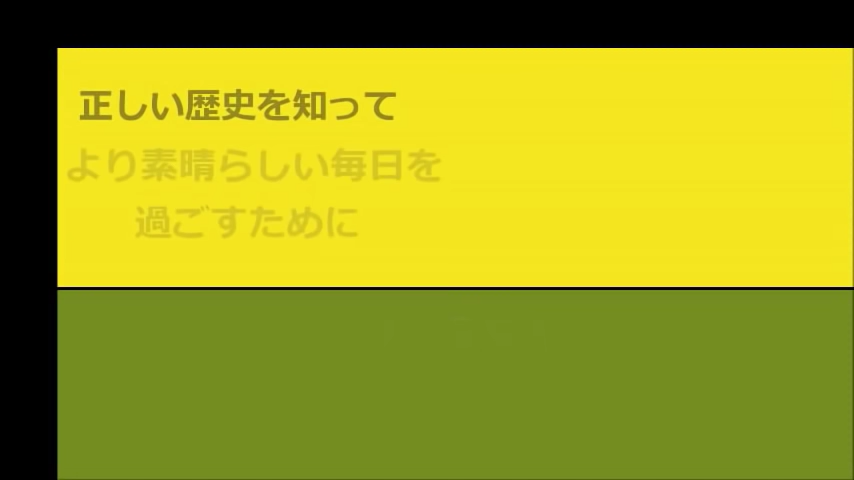 正しい歴史を知って
より素晴らしい毎日を
過ごすために